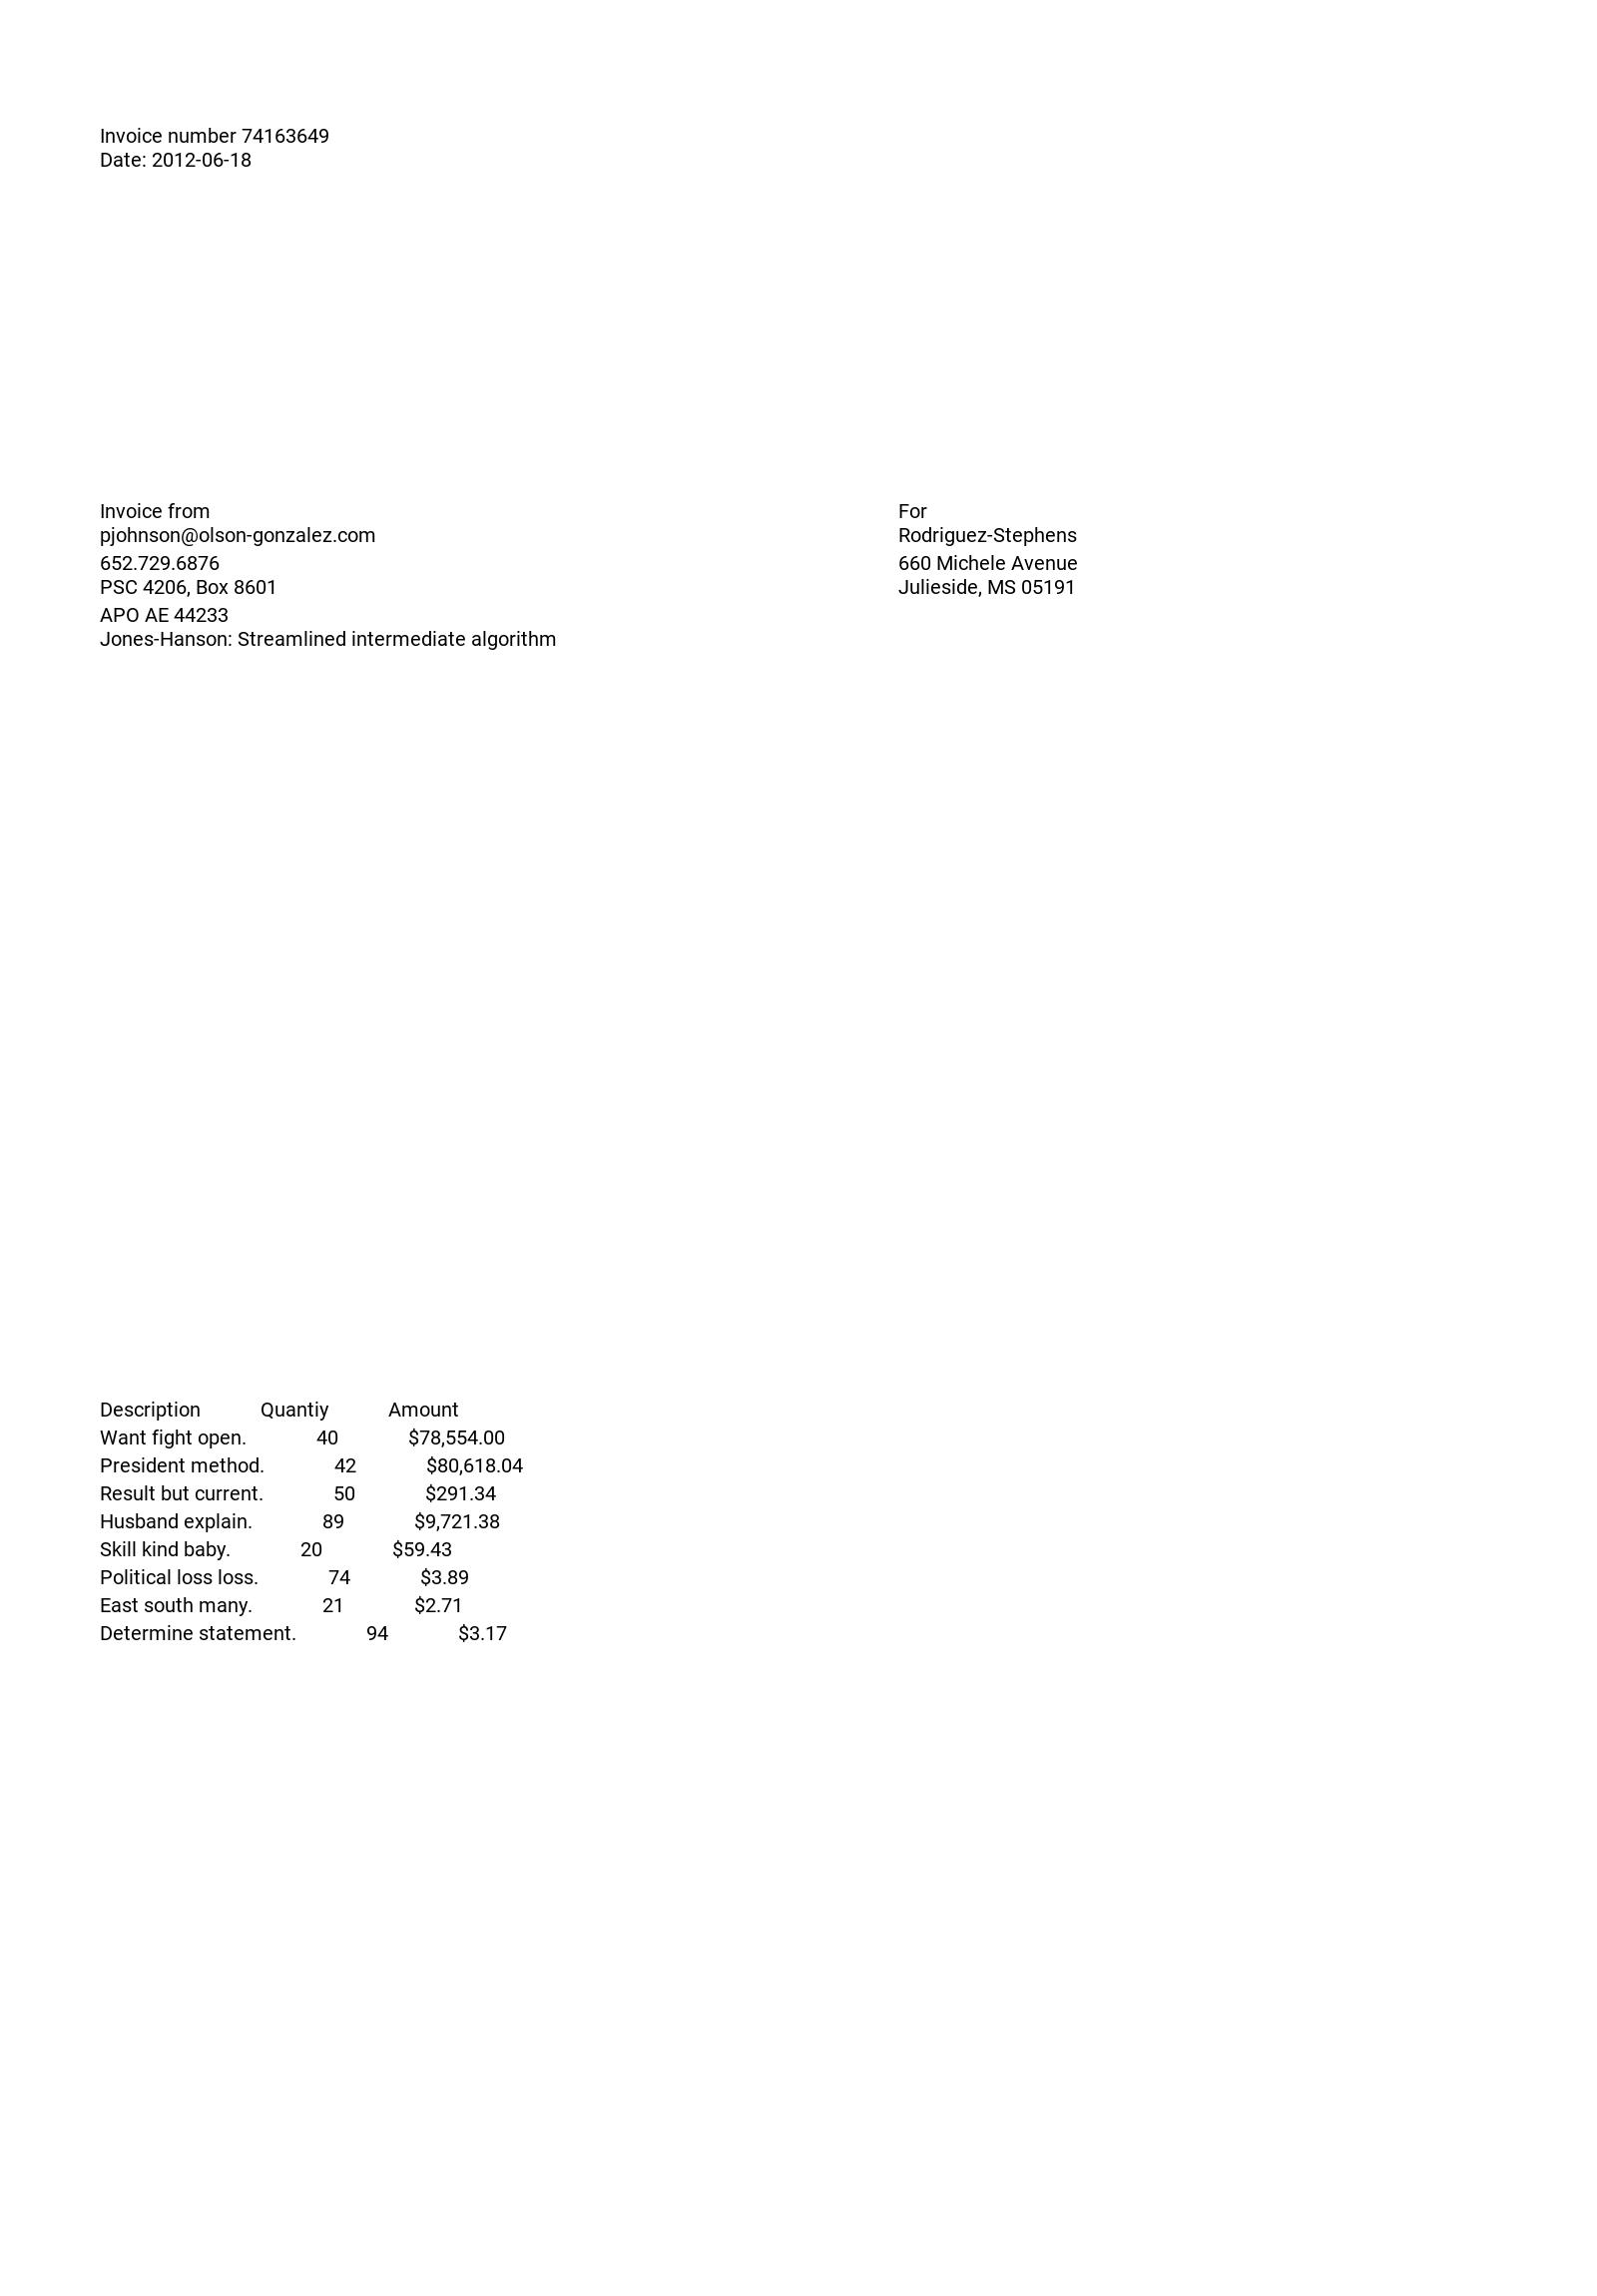 Invoice number 74163649
Date: 2012-06-18
Invoice from
pjohnson@olson-gonzalez.com
652.729.6876
PSC 4206, Box 8601
APO AE 44233
Jones-Hanson: Streamlined intermediate algorithm
For
Rodriguez-Stephens
660 Michele Avenue
Julieside, MS 05191
Description Quantiy Amount
Want fight open. 40 $78,554.00
President method. 42 $80,618.04
Result but current. 50 $291.34
Husband explain. 89 $9,721.38
Skill kind baby. 20 $59.43
Political loss loss. 74 $3.89
East south many. 21 $2.71
Determine statement. 94 $3.17